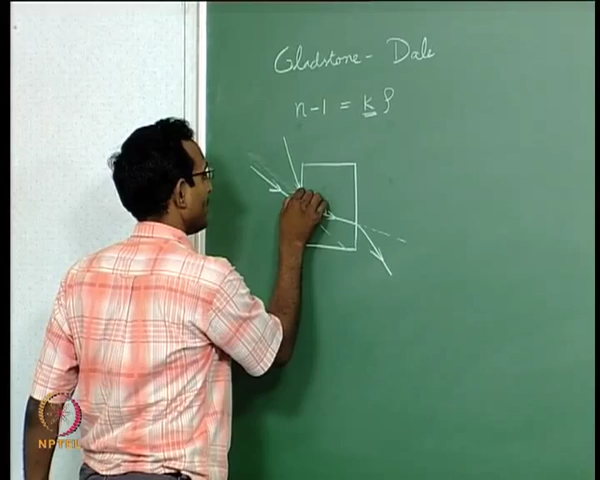 Gladstone - Dale
n-1 = k ρ
NPTEL